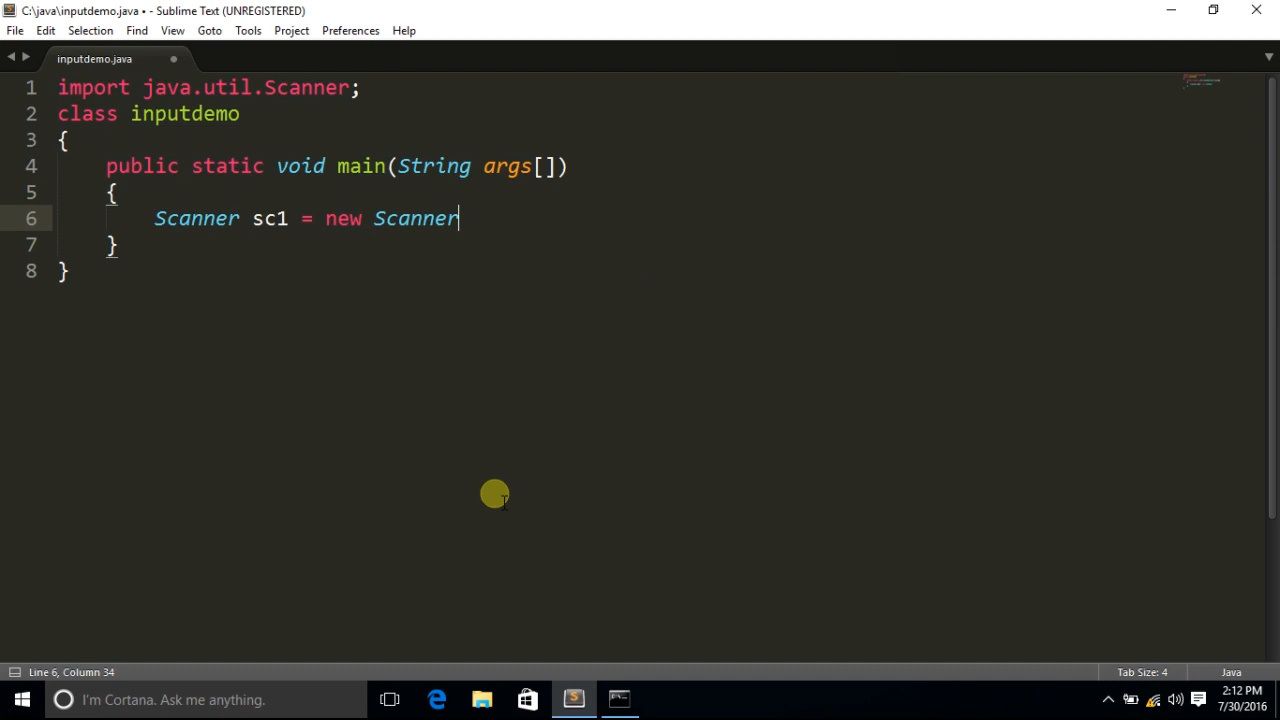 C:\java\inputdemo.java • - Sublime Text (UNREGISTERED)
File Edit Selection Find View Goto Tools Project Preferences Help
inputdemo.java
1 import java.util.Scanner;
2 class inputdemo
3 {
4 public static void main(String args[])
5 {
6 Scanner sc1 = new Scanner
7 }
8 }
Line 6, Column 34 Tab Size: 4 Java
I'm Cortana. Ask me anything. 2:12 PM
7/30/2016